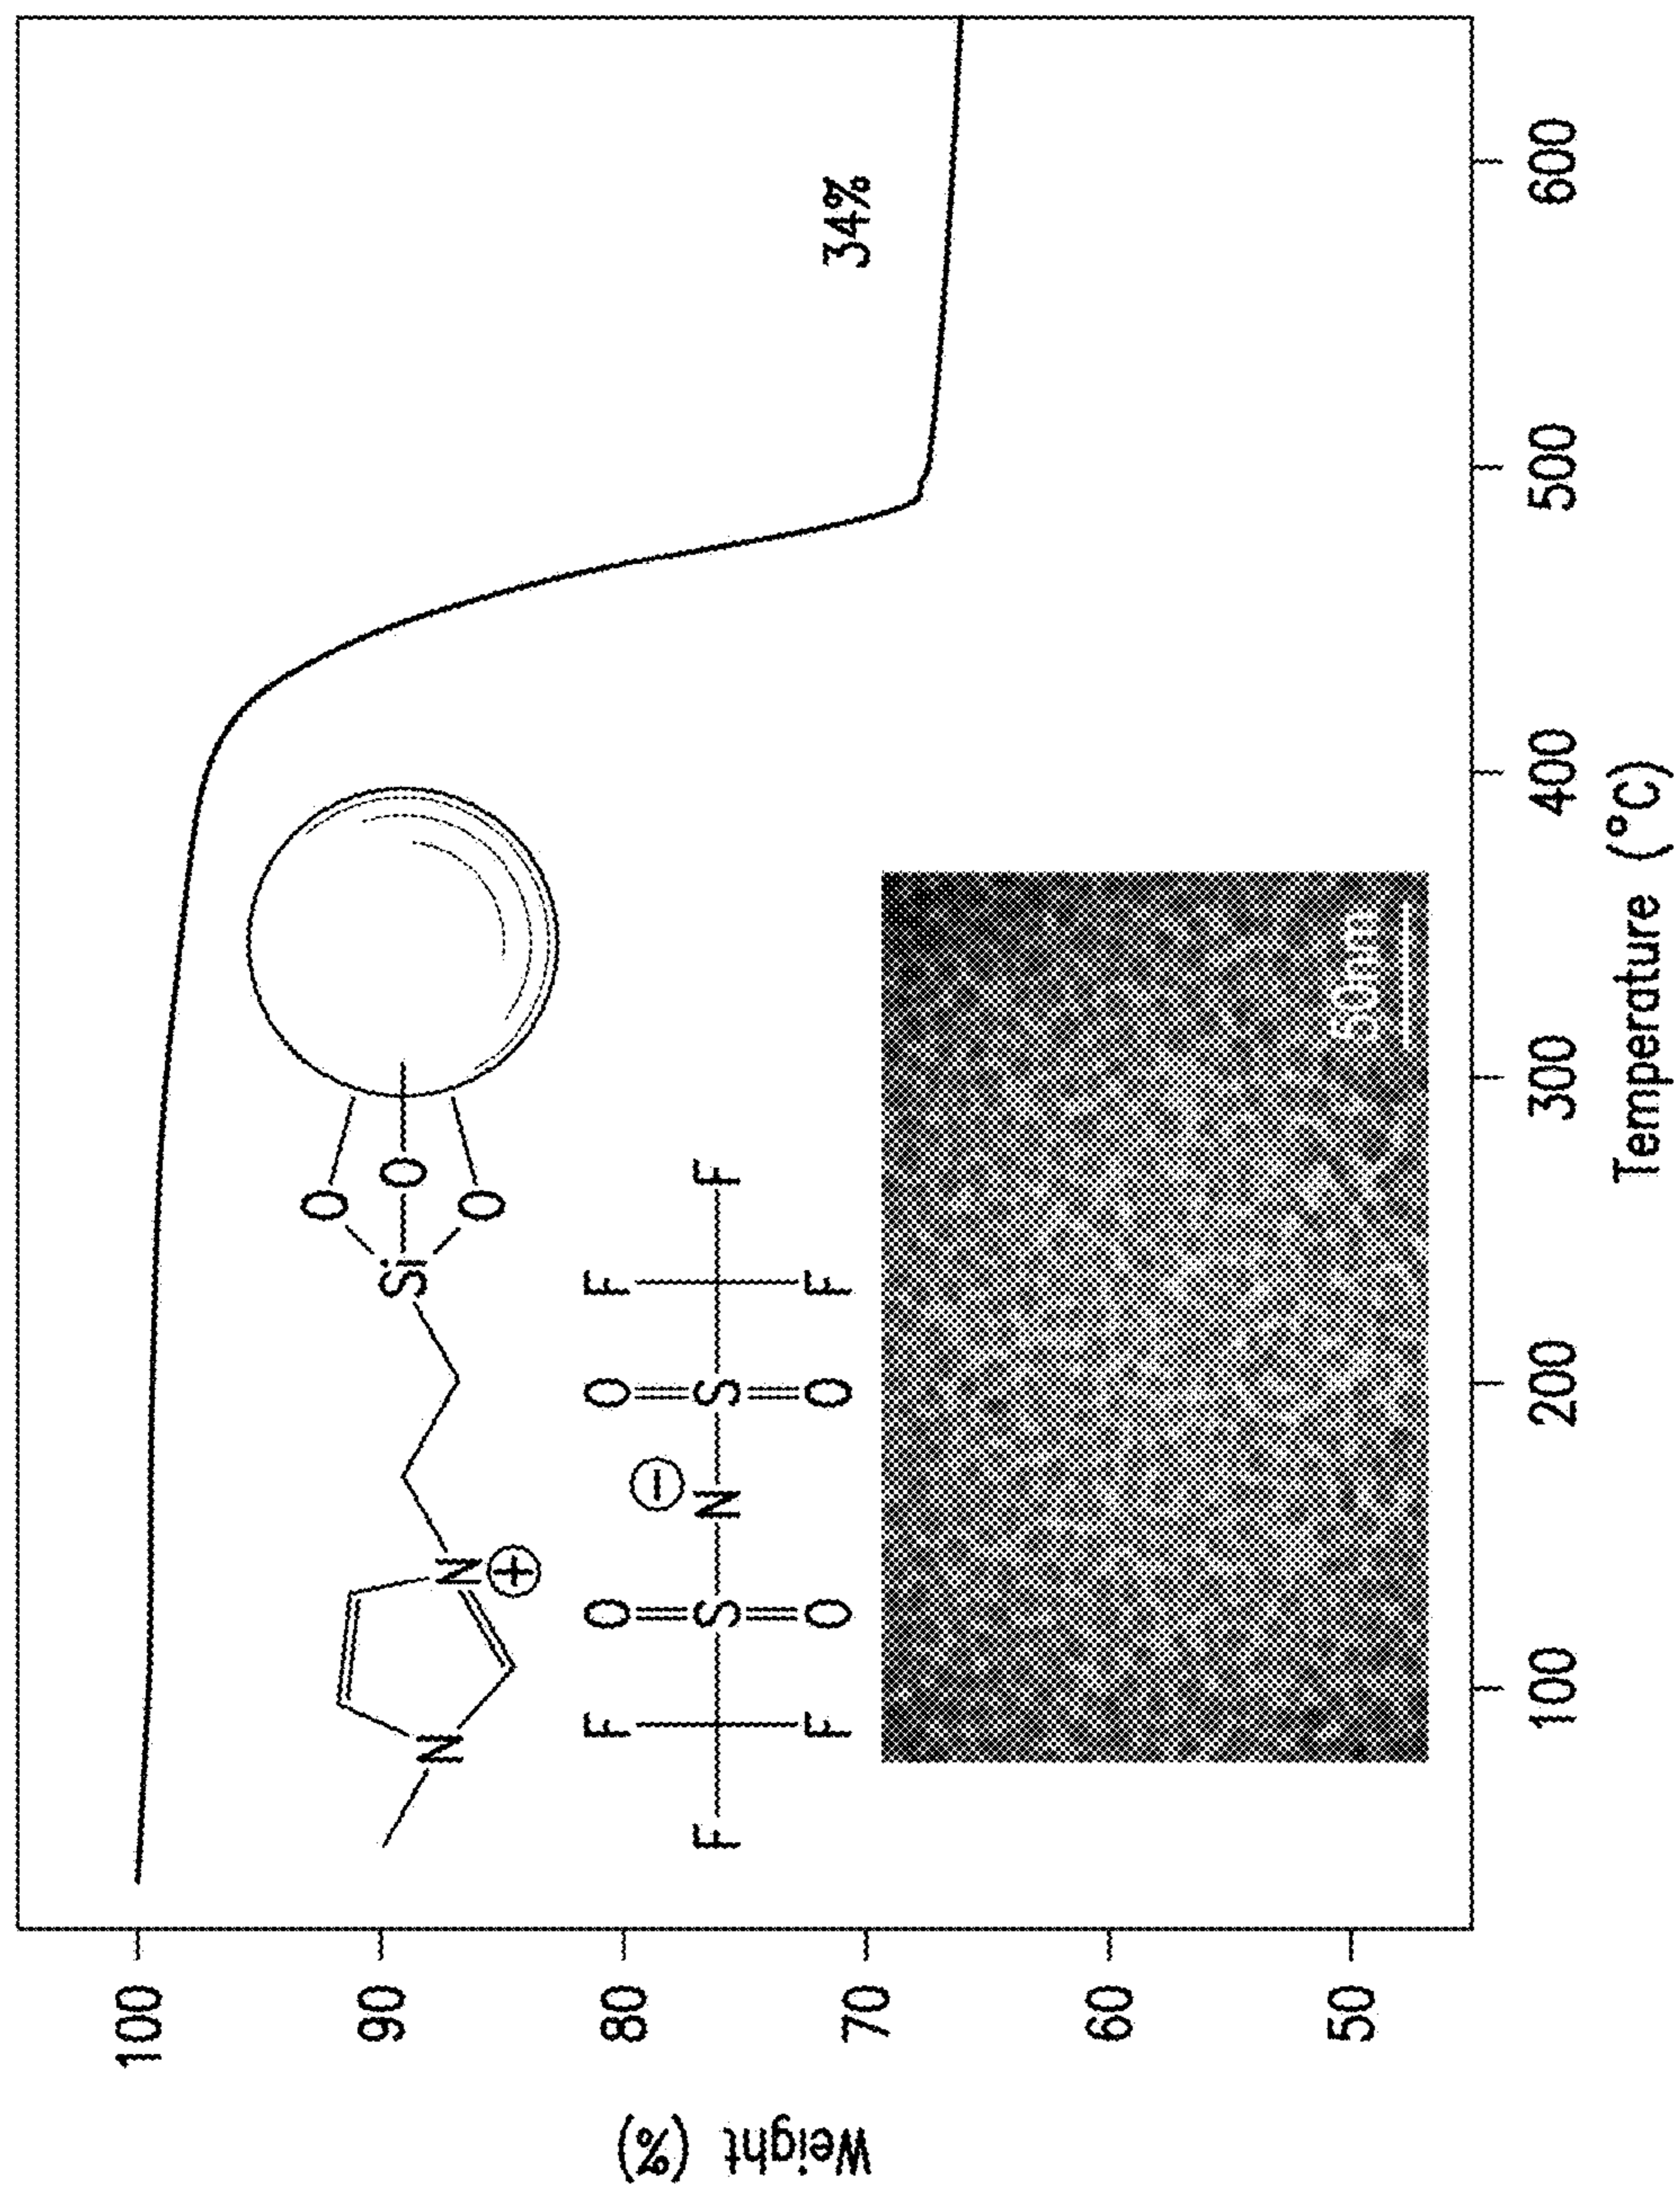 Weight (%)
100
90
80
70
60
50
34%
N
N
+
Si
O
O
O
F
F
F
S
O
O
N
−
S
O
O
F
F
F
50nm
100
200
300
400
500
600
Temperature (°C)